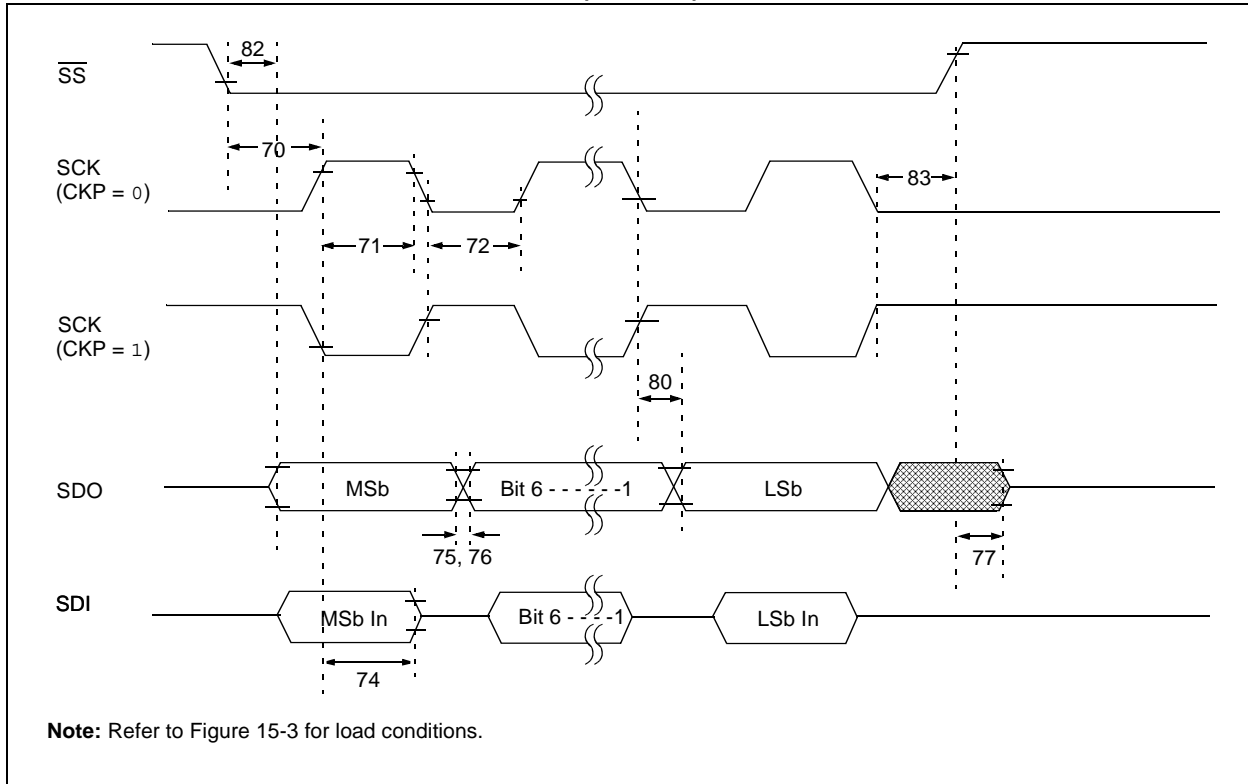 82
SS
70
SCK
(CKP = 0)
83
71
72
SCK
(CKP = 1)
80
SDO
MSb
Bit 6 - - - - - -1
LSb
75, 76
77
SDI
MSb In
Bit 6 - - - - -1
LSb In
74
Note: Refer to Figure 15-3 for load conditions.